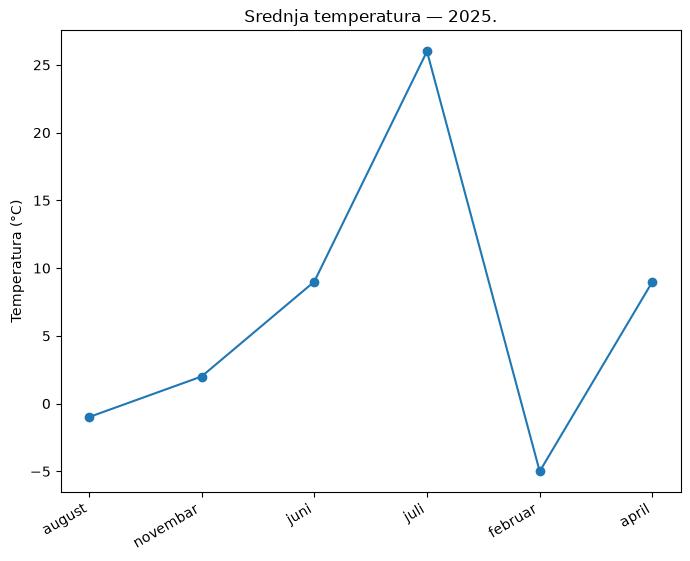 Srednja temperatura — 2025.
Temperatura (°C)
25
20
15
10
5
0
−5
august
novembar
juni
juli
februar
april